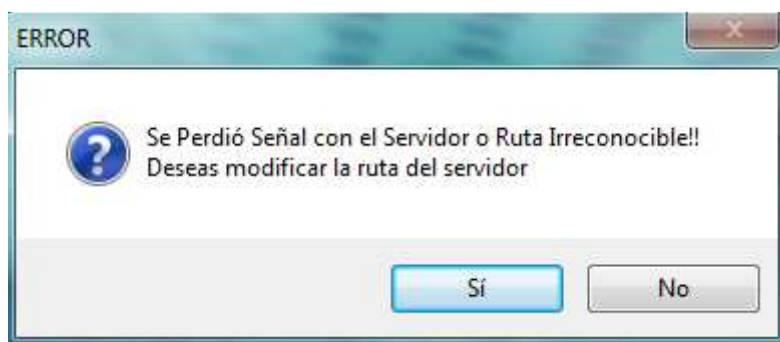 ERROR
Se Perdió Señal con el Servidor o Ruta Irreconocible!!
Deseas modificar la ruta del servidor
Sí
No